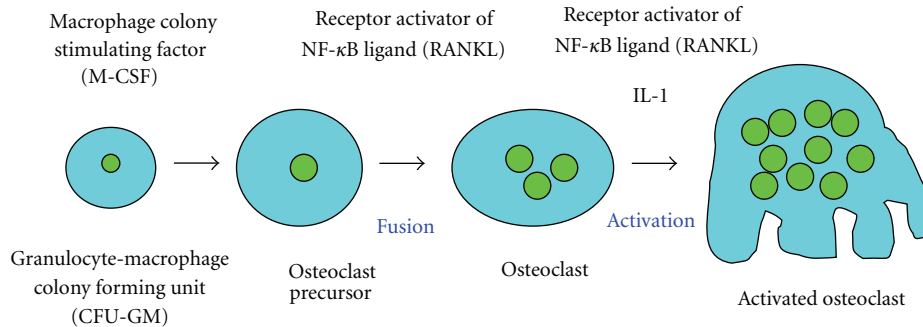 Macrophage colony
stimulating factor
(M-CSF)
Receptor activator of
NF-κB ligand (RANKL)
Receptor activator of
NF-κB ligand (RANKL)
IL-1
Fusion
Activation
Granulocyte-macrophage
colony forming unit
(CFU-GM)
Osteoclast
precursor
Osteoclast
Activated osteoclast